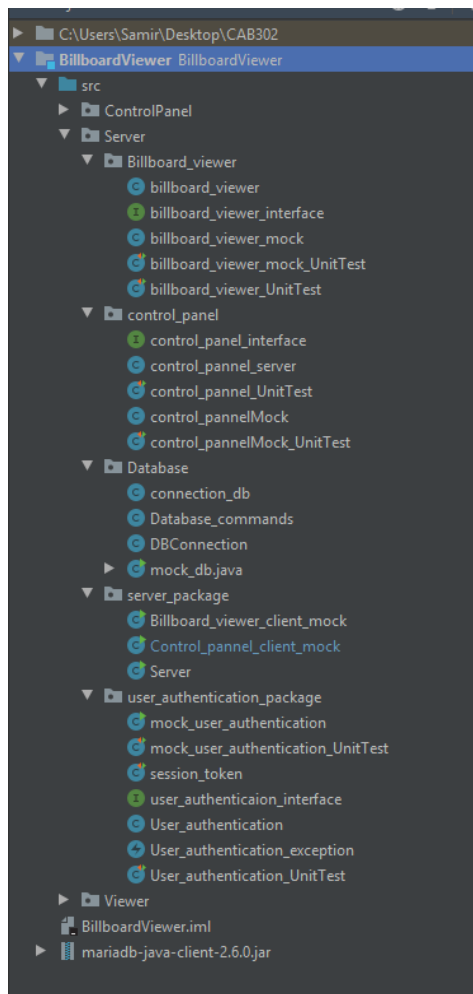 C:\Users\Samir\Desktop\CAB302
BillboardViewer BillboardViewer
src
ControlPanel
Server
Billboard_viewer
billboard_viewer
billboard_viewer_interface
billboard_viewer_mock
billboard_viewer_mock_UnitTest
billboard_viewer_UnitTest
control_panel
control_panel_interface
control_pannel_server
control_pannel_UnitTest
control_pannelMock
control_pannelMock_UnitTest
Database
connection_db
Database_commands
DBConnection
mock_db.java
server_package
Billboard_viewer_client_mock
Control_pannel_client_mock
Server
user_authentication_package
mock_user_authentication
mock_user_authentication_UnitTest
session_token
user_authenticaion_interface
User_authentication
User_authentication_exception
User_authentication_UnitTest
Viewer
BillboardViewer.iml
mariadb-java-client-2.6.0.jar